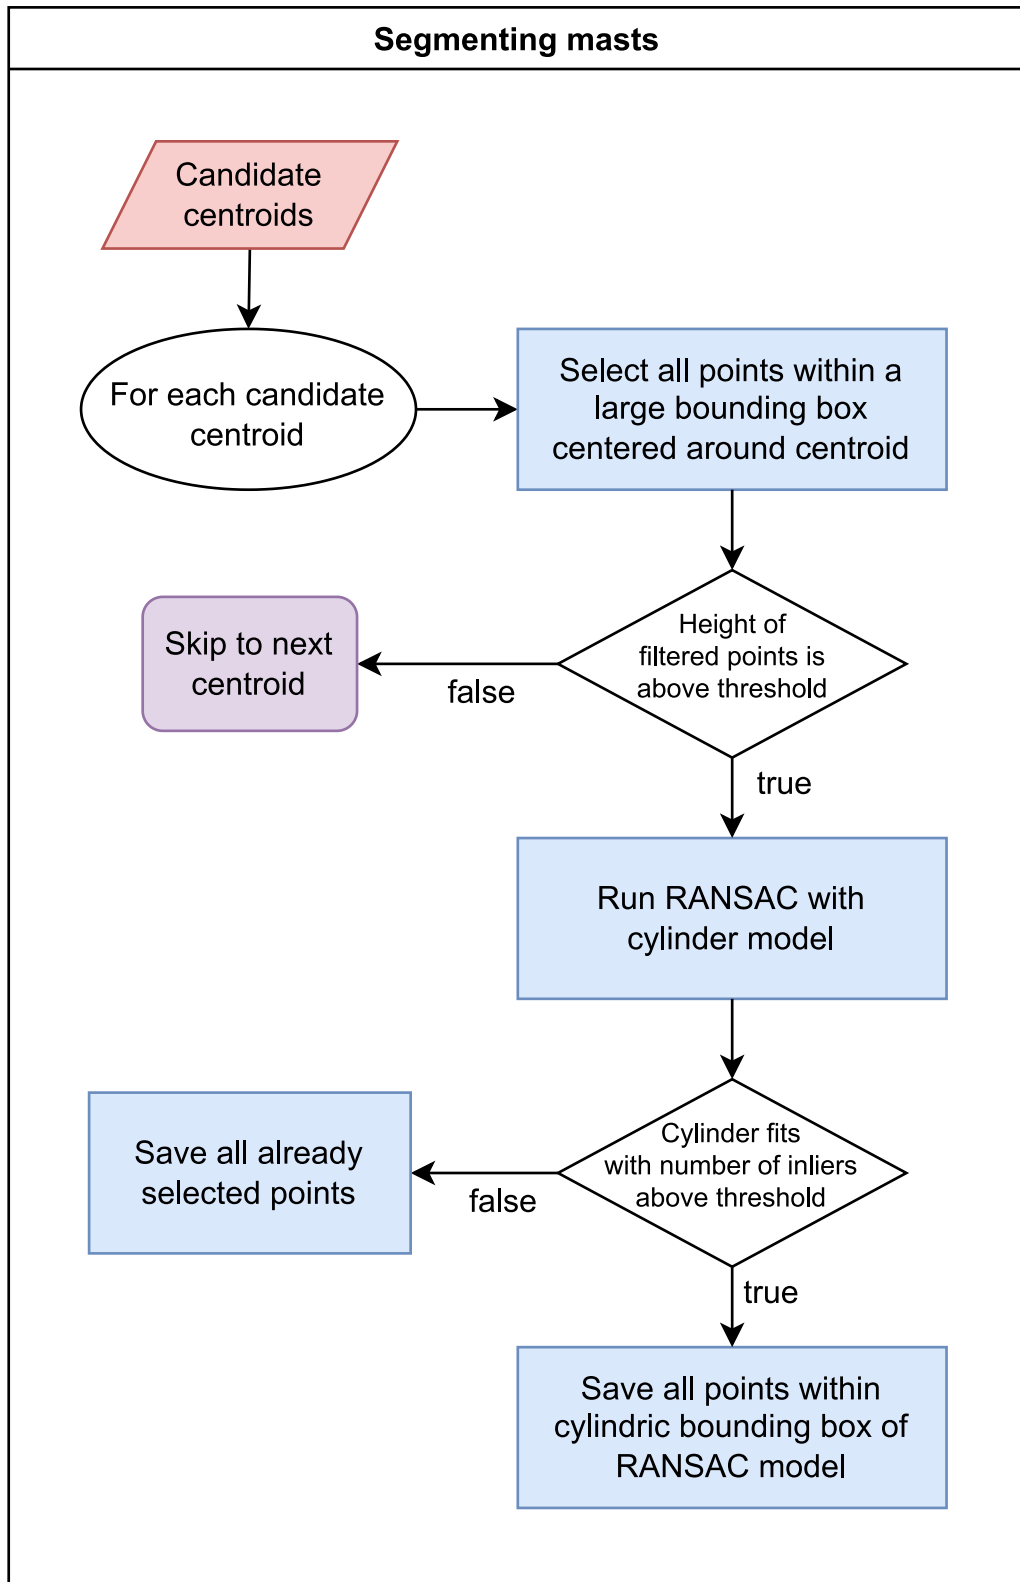 Segmenting masts
Candidate
centroids
For each candidate
centroid
Select all points within a
large bounding box
centered around centroid
Height of
filtered points is
above threshold
false
Skip to next
centroid
true
Run RANSAC with
cylinder model
Cylinder fits
with number of inliers
above threshold
false
Save all already
selected points
true
Save all points within
cylindric bounding box of
RANSAC model